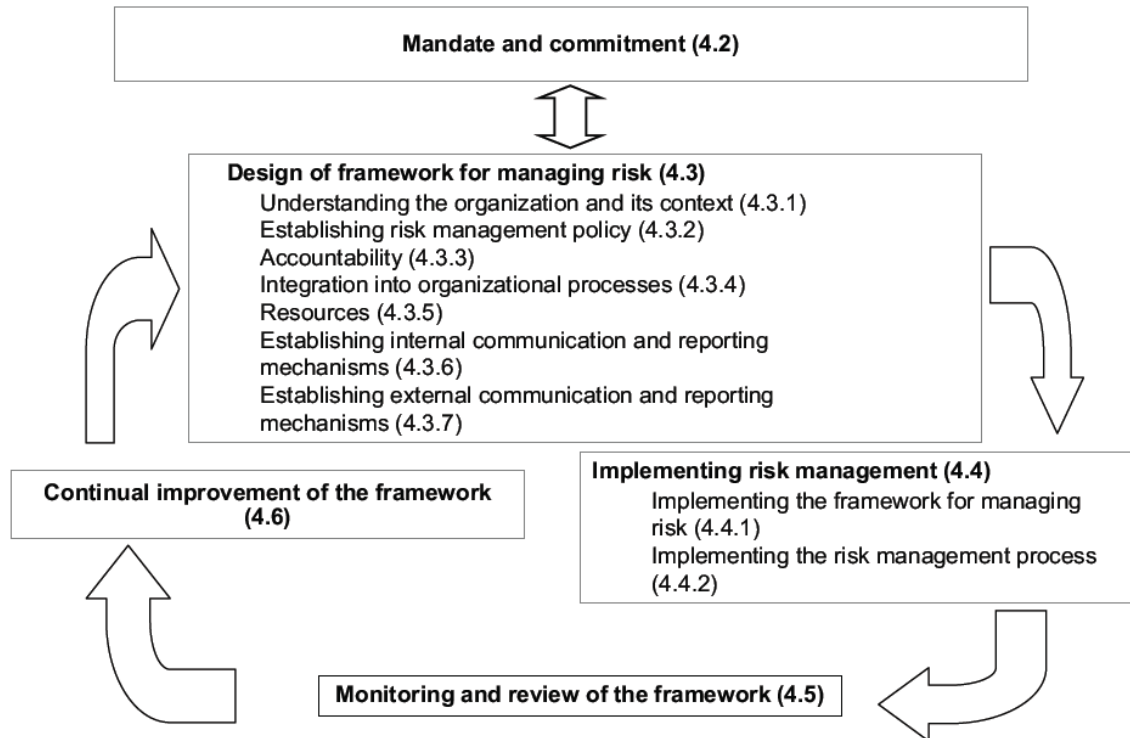 Mandate and commitment (4.2)
Design of framework for managing risk (4.3)
Understanding the organization and its context (4.3.1)
Establishing risk management policy (4.3.2)
Accountability (4.3.3)
Integration into organizational processes (4.3.4)
Resources (4.3.5)
Establishing internal communication and reporting
mechanisms (4.3.6)
Establishing external communication and reporting
mechanisms (4.3.7)
Implementing risk management (4.4)
Implementing the framework for managing
risk (4.4.1)
Implementing the risk management process
(4.4.2)
Monitoring and review of the framework (4.5)
Continual improvement of the framework
(4.6)